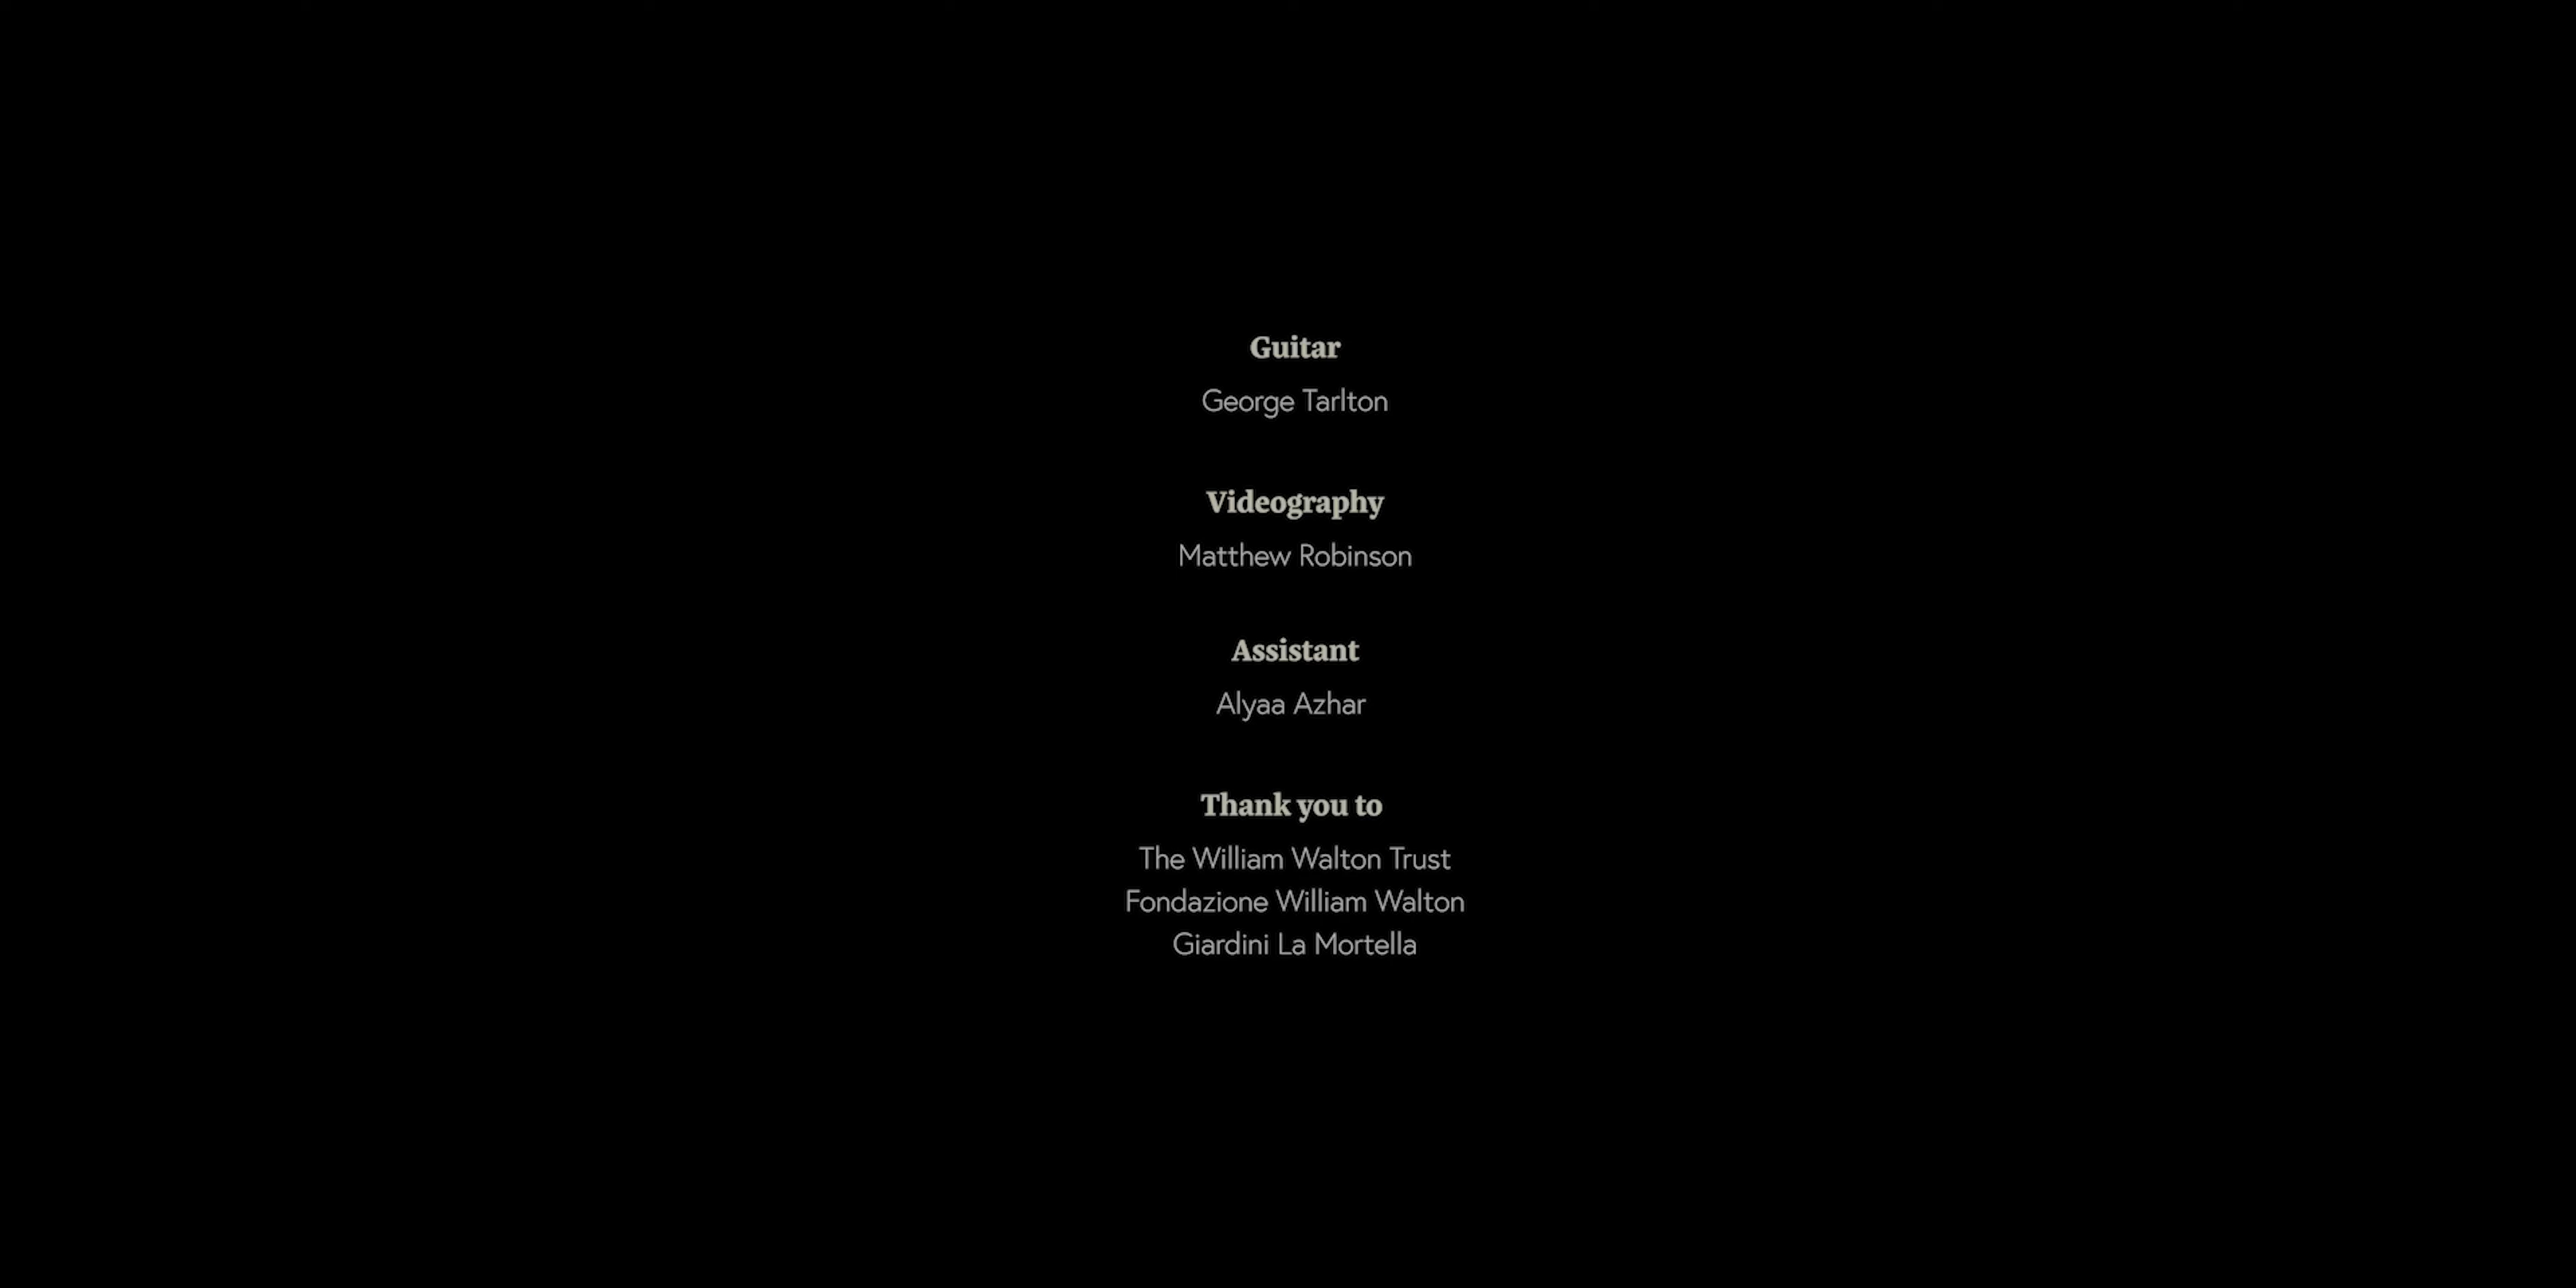 Guitar
George Tarlton
Videography
Matthew Robinson
Assistant
Alyaa Azhar
Thank you to
The William Walton Trust
Fondazione William Walton
Giardini La Mortella